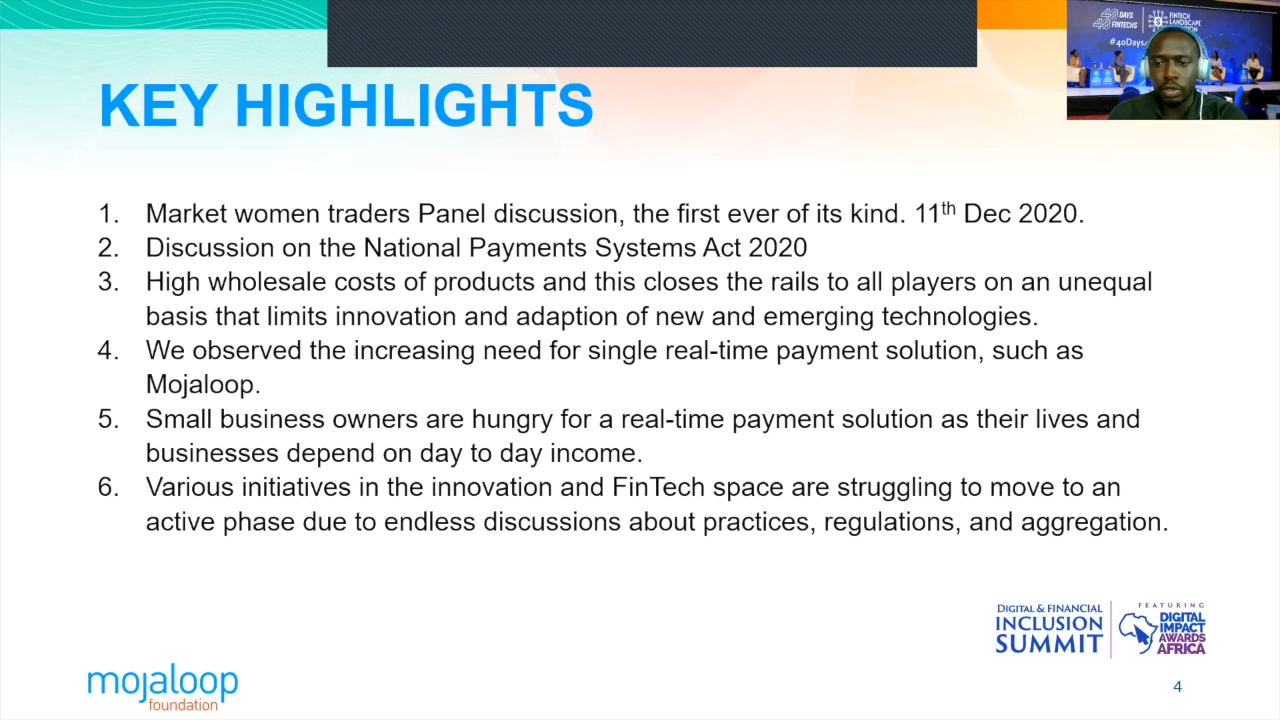 40 DAYS
FINTECHS
FINTECH
LANDSCAPE
#40Days
KEY HIGHLIGHTS
1. Market women traders Panel discussion, the first ever of its kind. 11th Dec 2020.
2. Discussion on the National Payments Systems Act 2020
3. High wholesale costs of products and this closes the rails to all players on an unequal
basis that limits innovation and adaption of new and emerging technologies.
4. We observed the increasing need for single real-time payment solution, such as
Mojaloop.
5. Small business owners are hungry for a real-time payment solution as their lives and
businesses depend on day to day income.
6. Various initiatives in the innovation and FinTech space are struggling to move to an
active phase due to endless discussions about practices, regulations, and aggregation.
DIGITAL & FINANCIAL
INCLUSION
SUMMIT
FEATURING
DIGITAL
IMPACT
AWARDS
AFRICA
mojaloop
foundation
4